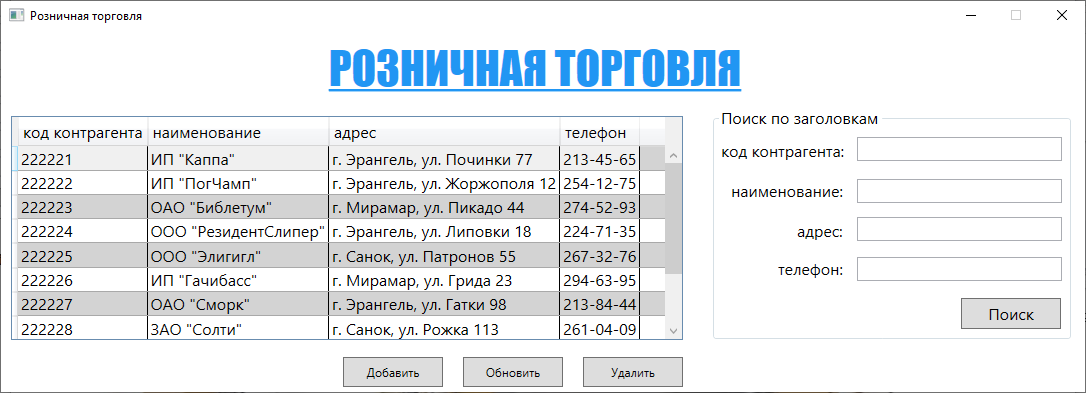 Розничная торговля
РОЗНИЧНАЯ ТОРГОВЛЯ
код контрагента наименование адрес телефон
222221 ИП "Каппа" г. Эрангель, ул. Починки 77 213-45-65
222222 ИП "ПогЧамп" г. Эрангель, ул. Жоржополя 12 254-12-75
222223 ОАО "Библетум" г. Мирамар, ул. Пикадо 44 274-52-93
222224 ООО "РезидентСлипер" г. Эрангель, ул. Липовки 18 224-71-35
222225 ООО "Элигигл" г. Санок, ул. Патронов 55 267-32-76
222226 ИП "Гачибасс" г. Мирамар, ул. Грида 23 294-63-95
222227 ОАО "Сморк" г. Эрангель, ул. Гатки 98 213-84-44
222228 ЗАО "Солти" г. Санок, ул. Рожка 113 261-04-09
Добавить Обновить Удалить
Поиск по заголовкам
код контрагента:
наименование:
адрес:
телефон:
Поиск